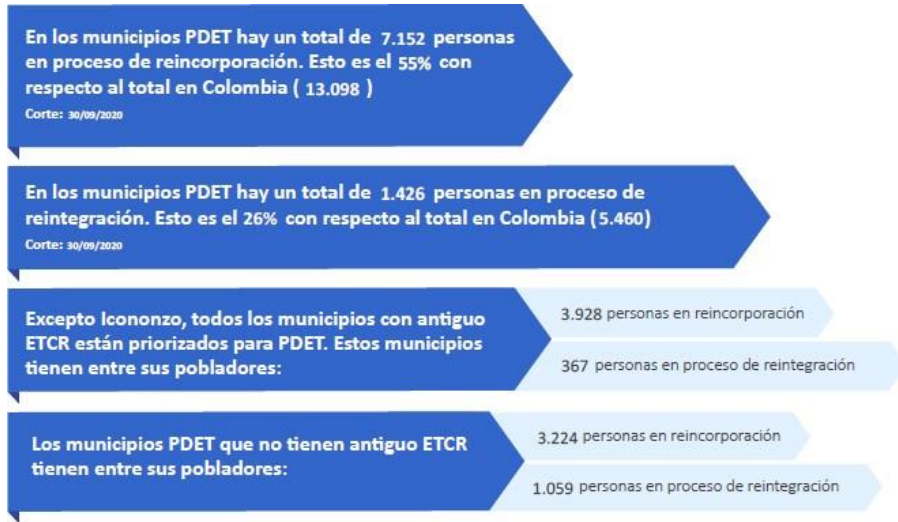 En los municipios PDET hay un total de 7.152 personas
en proceso de reincorporación. Esto es el 55% con
respecto al total en Colombia ( 13.098 )
Corte: 30/09/2020
En los municipios PDET hay un total de 1.426 personas en proceso de
reintegración. Esto es el 26% con respecto al total en Colombia (5.460)
Corte: 30/09/2020
Excepto Icononzo, todos los municipios con antiguo
ETCR están priorizados para PDET. Estos municipios
tienen entre sus pobladores:
3.928 personas en reincorporación
367 personas en proceso de reintegración
Los municipios PDET que no tienen antiguo ETCR
tienen entre sus pobladores:
3.224 personas en reincorporación
1.059 personas en proceso de reintegración